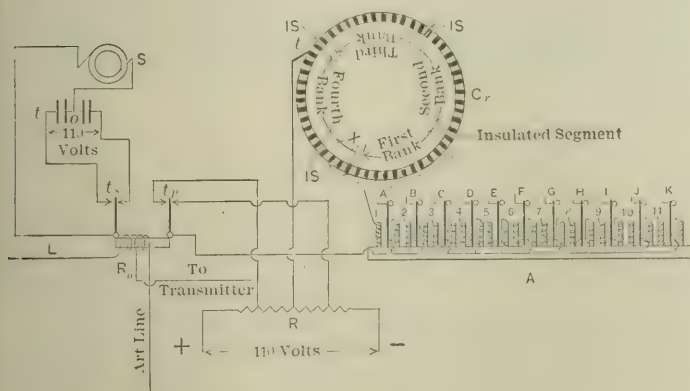 IS
IS
t
Third
Bank
Second
Bank
Fourth
Bank
X
First
Bank
Cr
Insulated Segment
IS
S
t
o
110
Volts
A B C D E F G H I J K
1 2 3 4 5 6 7 9 10 11
L
To
Transmitter
A
Art Line
R
+ 110 Volts −